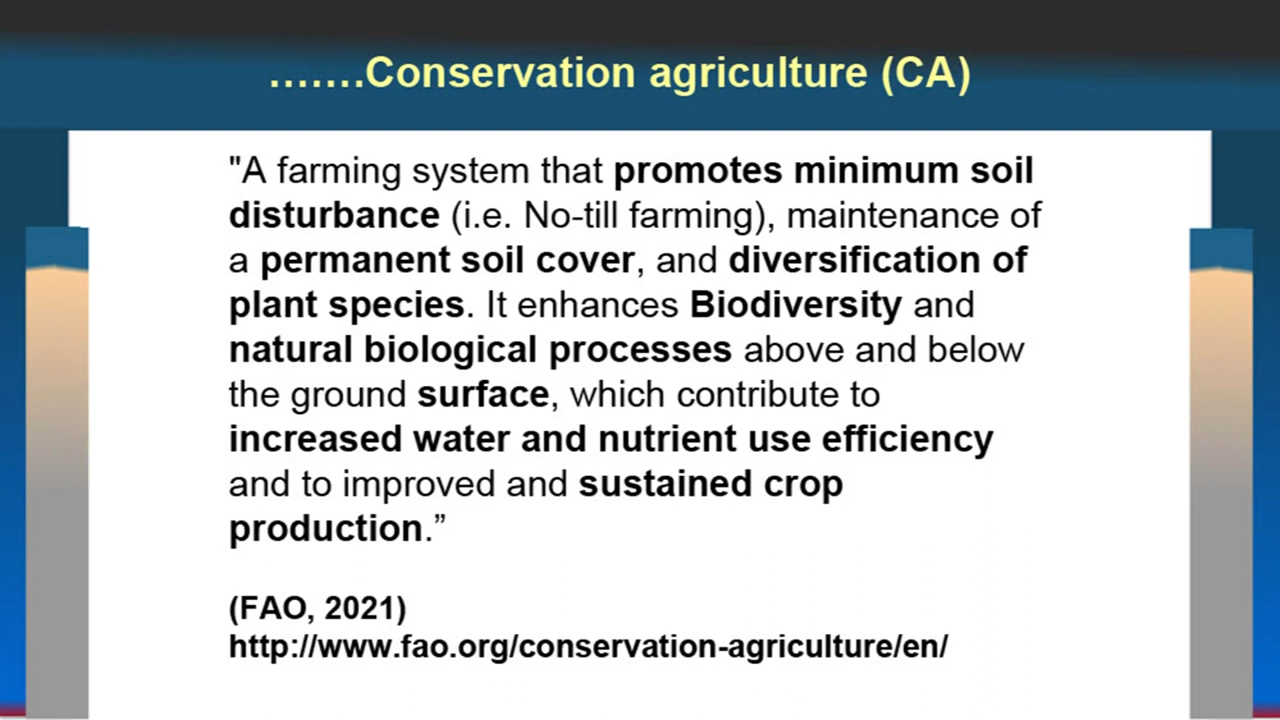 .......Conservation agriculture (CA)
"A farming system that promotes minimum soil
disturbance (i.e. No-till farming), maintenance of
a permanent soil cover, and diversification of
plant species. It enhances Biodiversity and
natural biological processes above and below
the ground surface, which contribute to
increased water and nutrient use efficiency
and to improved and sustained crop
production.”
(FAO, 2021)
http://www.fao.org/conservation-agriculture/en/